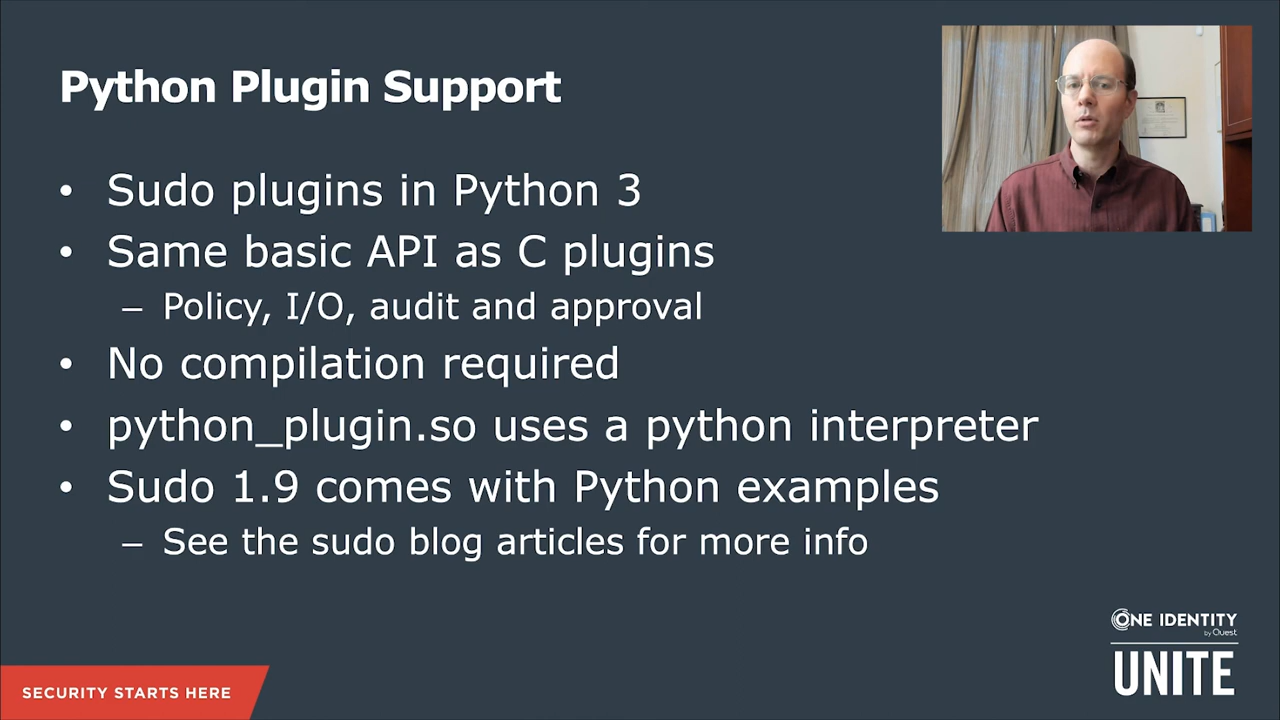 Python Plugin Support
• Sudo plugins in Python 3
• Same basic API as C plugins
– Policy, I/O, audit and approval
• No compilation required
• python_plugin.so uses a python interpreter
• Sudo 1.9 comes with Python examples
– See the sudo blog articles for more info
ONE IDENTITY
by Quest
UNITE
SECURITY STARTS HERE